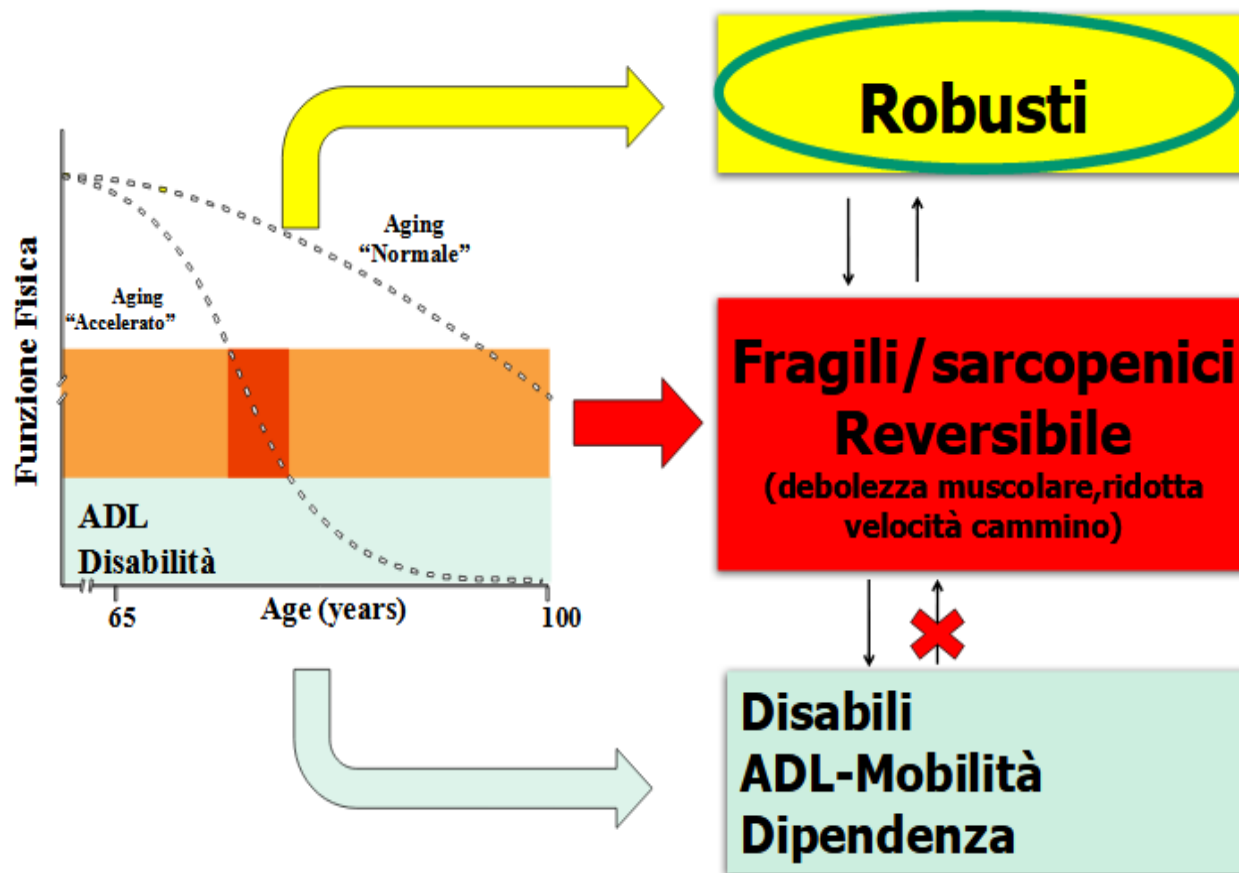 Robusti
Funzione Fisica
Aging
“Normale”
Aging
“Accelerato”
ADL
Disabilità
65
Age (years)
100
Fragili/sarcopenici
Reversibile
(debolezza muscolare,ridotta
velocità cammino)
Disabili
ADL-Mobilità
Dipendenza